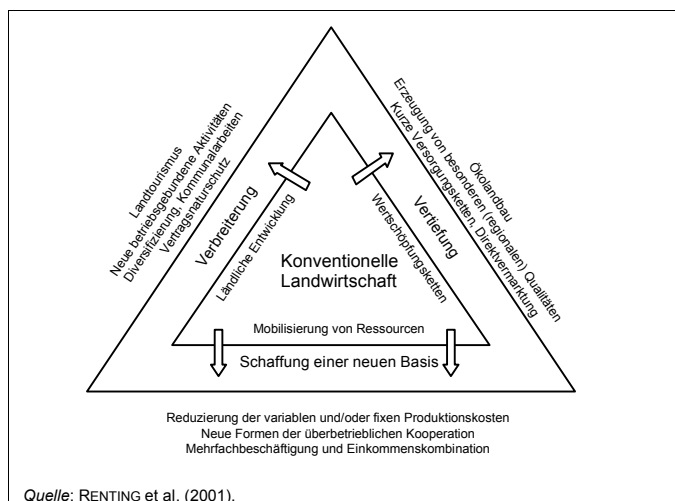 Landtourismus
Neue betriebsgebundene Aktivitäten
Diversifizierung, Kommunalarbeiten
Vertragsnaturschutz
Verbreiterung
Ländliche Entwicklung
Ökolandbau
Erzeugung von besonderen (regionalen) Qualitäten
Kurze Versorgungsketten, Direktvermarktung
Vertiefung
Wertschöpfungsketten
Konventionelle
Landwirtschaft
Mobilisierung von Ressourcen
Schaffung einer neuen Basis
Reduzierung der variablen und/oder fixen Produktionskosten
Neue Formen der überbetrieblichen Kooperation
Mehrfachbeschäftigung und Einkommenskombination
Quelle: RENTING et al. (2001).